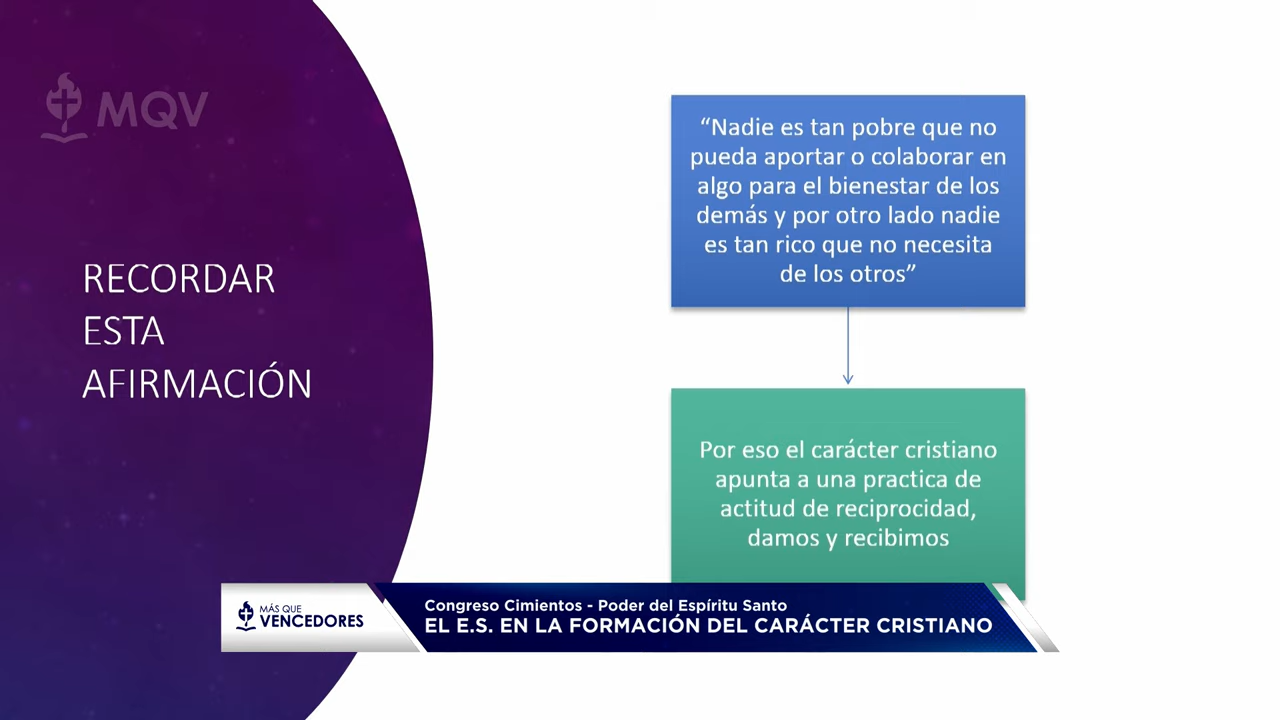 MQV
RECORDAR
ESTA
AFIRMACIÓN
“Nadie es tan pobre que no
pueda aportar o colaborar en
algo para el bienestar de los
demás y por otro lado nadie
es tan rico que no necesita
de los otros”
Por eso el carácter cristiano
apunta a una practica de
actitud de reciprocidad,
damos y recibimos
MÁS QUE
VENCEDORES
Congreso Cimientos - Poder del Espíritu Santo
EL E.S. EN LA FORMACIÓN DEL CARÁCTER CRISTIANO